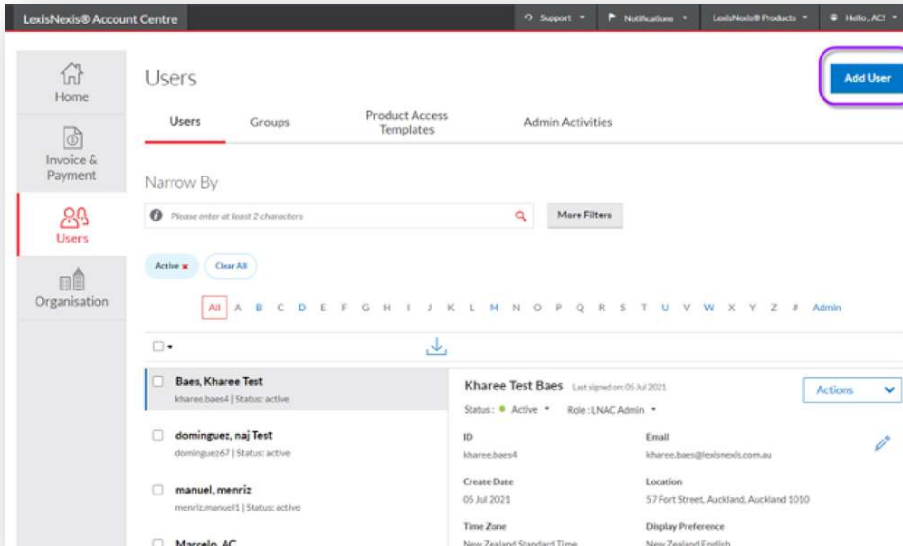 LexisNexis® Account Centre
Support
Notifications
LexisNexis® Products
Hello, AC!
Home
Invoice &
Payment
Users
Organisation
Users
Add User
Users
Groups
Product Access
Templates
Admin Activities
Narrow By
Please enter at least 2 characters
More Filters
Active x
Clear All
All A B C D E F G H I J K L M N O P Q R S T U V W X Y Z # Admin
Baes, Kharee Test
kharee.baes4 | Status: active
dominguez, naj Test
dominguez67 | Status: active
manuel, menriz
menriz.manuel1 | Status: active
Marcelo, AC
Kharee Test Baes Last signed on: 05 Jul 2021
Actions
Status: Active Role : LNAC Admin
ID
kharee.baes4
Email
kharee.baes@lexisnexis.com.au
Create Date
05 Jul 2021
Location
57 Fort Street, Auckland, Auckland 1010
Time Zone
New Zealand Standard Time
Display Preference
New Zealand English